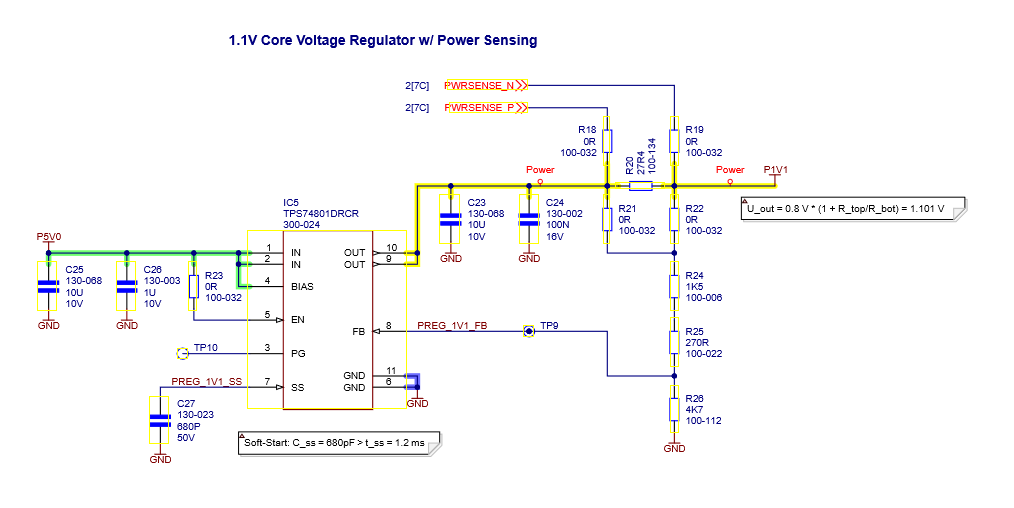 1.1V Core Voltage Regulator w/ Power Sensing
2[7C] PWRSENSE_N
2[7C] PWRSENSE_P
R18
0R
100-032
R20
27R4
100-134
R19
0R
100-032
Power
Power
P1V1
IC5
TPS74801DRCR
300-024
C23
130-068
10U
10V
GND
C24
130-002
100N
16V
GND
R21
0R
100-032
R22
0R
100-032
U_out = 0.8 V * (1 + R_top/R_bot) = 1.101 V
P5V0
C25
130-068
10U
10V
GND
C26
130-003
1U
10V
GND
R23
0R
100-032
1 IN
2 IN
4 BIAS
5 EN
3 PG
7 SS
OUT 10
OUT 9
FB 8
GND 11
GND 6
GND
PREG_1V1_FB
TP9
TP10
PREG_1V1_SS
R24
1K5
100-006
R25
270R
100-022
R26
4K7
100-112
GND
C27
130-023
680P
50V
GND
Soft-Start: C_ss = 680pF > t_ss = 1.2 ms